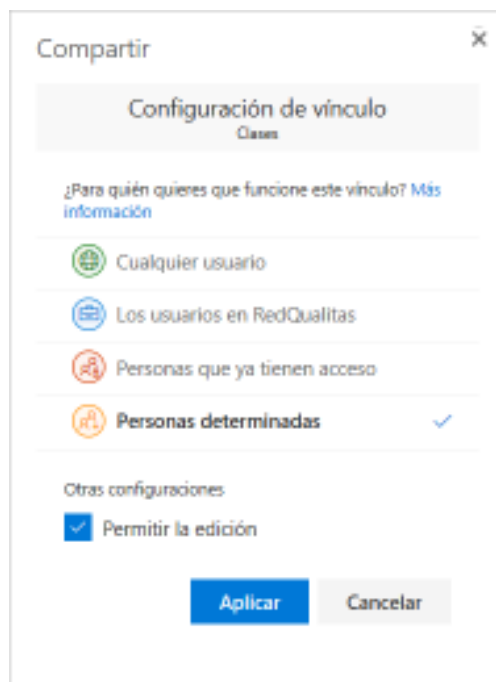 Compartir
Configuración de vínculo
Clases
¿Para quién quieres que funcione este vínculo? Más
información
Cualquier usuario
Los usuarios en RedQualitas
Personas que ya tienen acceso
Personas determinadas
Otras configuraciones
Permitir la edición
Aplicar Cancelar